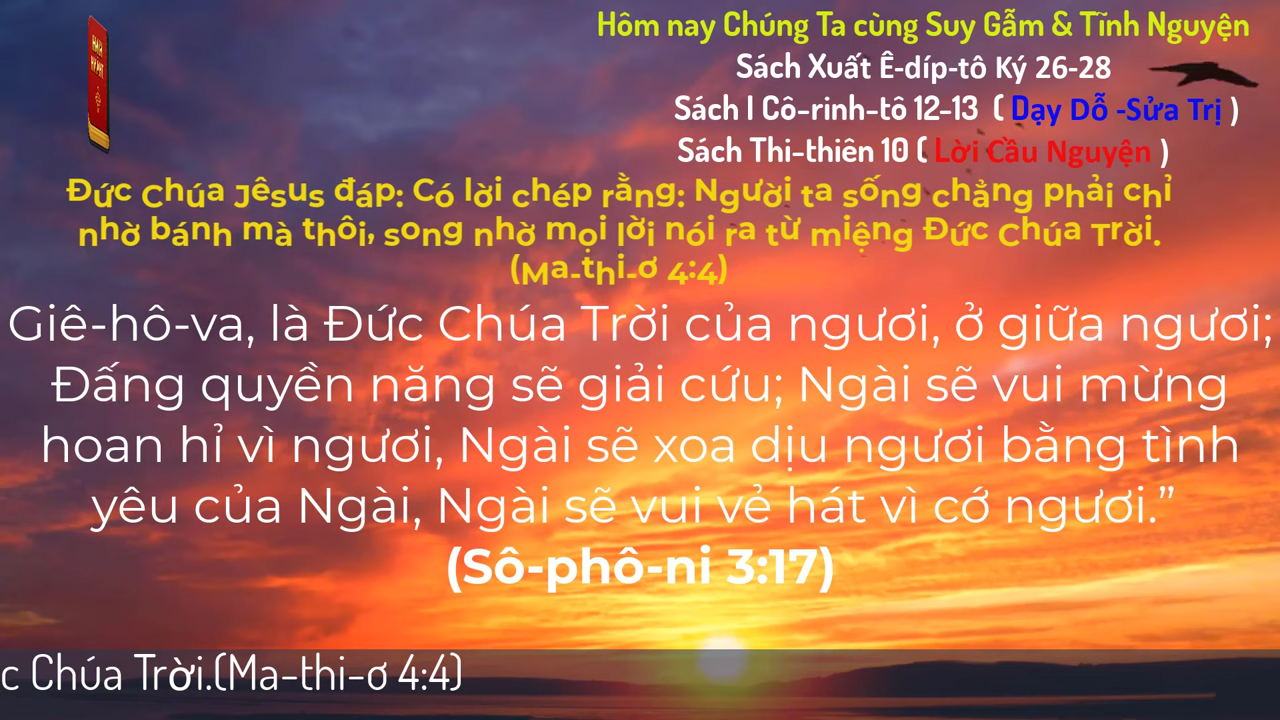 Hôm nay Chúng Ta cùng Suy Gẫm & Tĩnh Nguyện
Sách Xuất Ê-díp-tô Ký 26-28
Sách I Cô-rinh-tô 12-13 ( Dạy Dỗ -Sửa Trị )
Sách Thi-thiên 10 ( Lời Cầu Nguyện )
Đức Chúa Jêsus đáp: Có lời chép rằng: Người ta sống chẳng phải chỉ
nhờ bánh mà thôi, song nhờ mọi lời nói ra từ miệng Đức Chúa Trời.
(Ma-thi-ơ 4:4)
Giê-hô-va, là Đức Chúa Trời của ngươi, ở giữa ngươi;
Đấng quyền năng sẽ giải cứu; Ngài sẽ vui mừng
hoan hỉ vì ngươi, Ngài sẽ xoa dịu ngươi bằng tình
yêu của Ngài, Ngài sẽ vui vẻ hát vì cớ ngươi.”
(Sô-phô-ni 3:17)
c Chúa Trời.(Ma-thi-ơ 4:4)